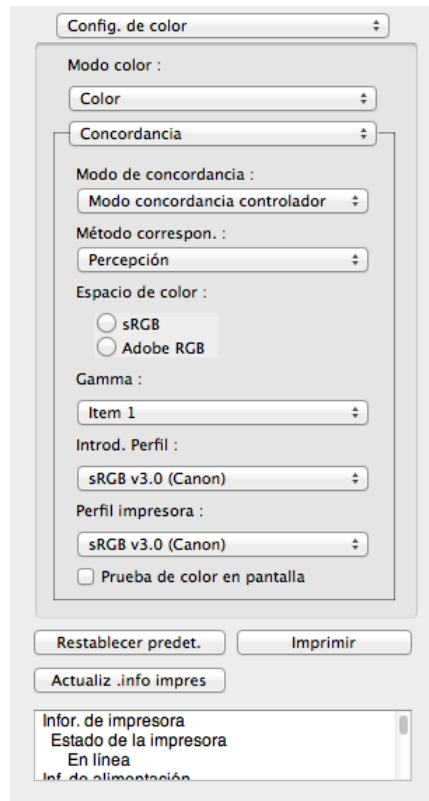 Config. de color
Modo color :
Color
Concordancia
Modo de concordancia :
Modo concordancia controlador
Método correspon. :
Percepción
Espacio de color :
sRGB
Adobe RGB
Gamma :
Item 1
Introd. Perfil :
sRGB v3.0 (Canon)
Perfil impresora :
sRGB v3.0 (Canon)
Prueba de color en pantalla
Restablecer predet. Imprimir
Actualiz .info impres
Infor. de impresora
Estado de la impresora
En línea
Inf. de alimentación